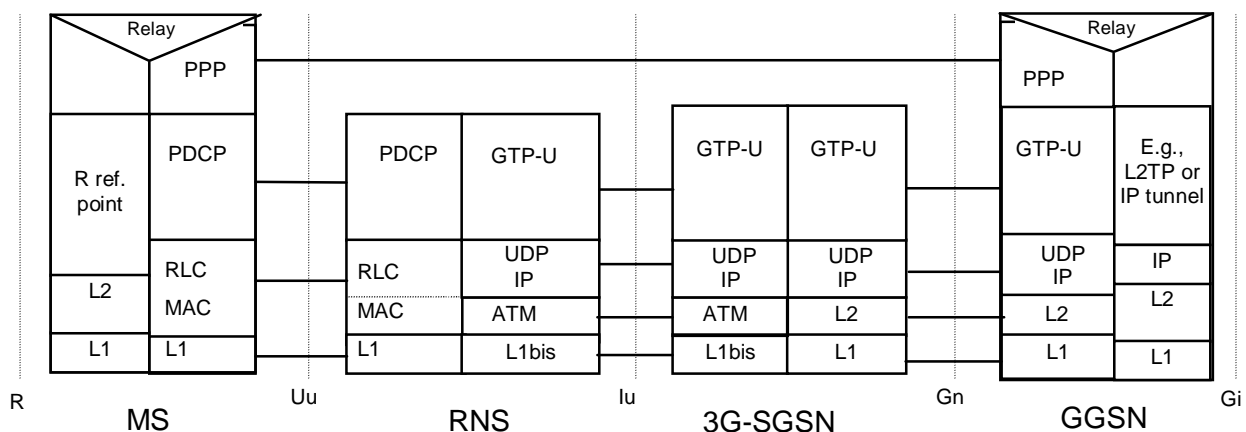 Relay
Relay
PPP
PPP
R ref.
point
PDCP
PDCP
GTP-U
GTP-U
GTP-U
GTP-U
E.g.,
L2TP or
IP tunnel
L2
RLC
MAC
RLC
MAC
UDP
IP
ATM
UDP
IP
ATM
UDP
IP
L2
UDP
IP
L2
IP
L2
L1
L1
L1
L1bis
L1bis
L1
L1
L1
R
MS
Uu
RNS
Iu
3G-SGSN
Gn
GGSN
Gi